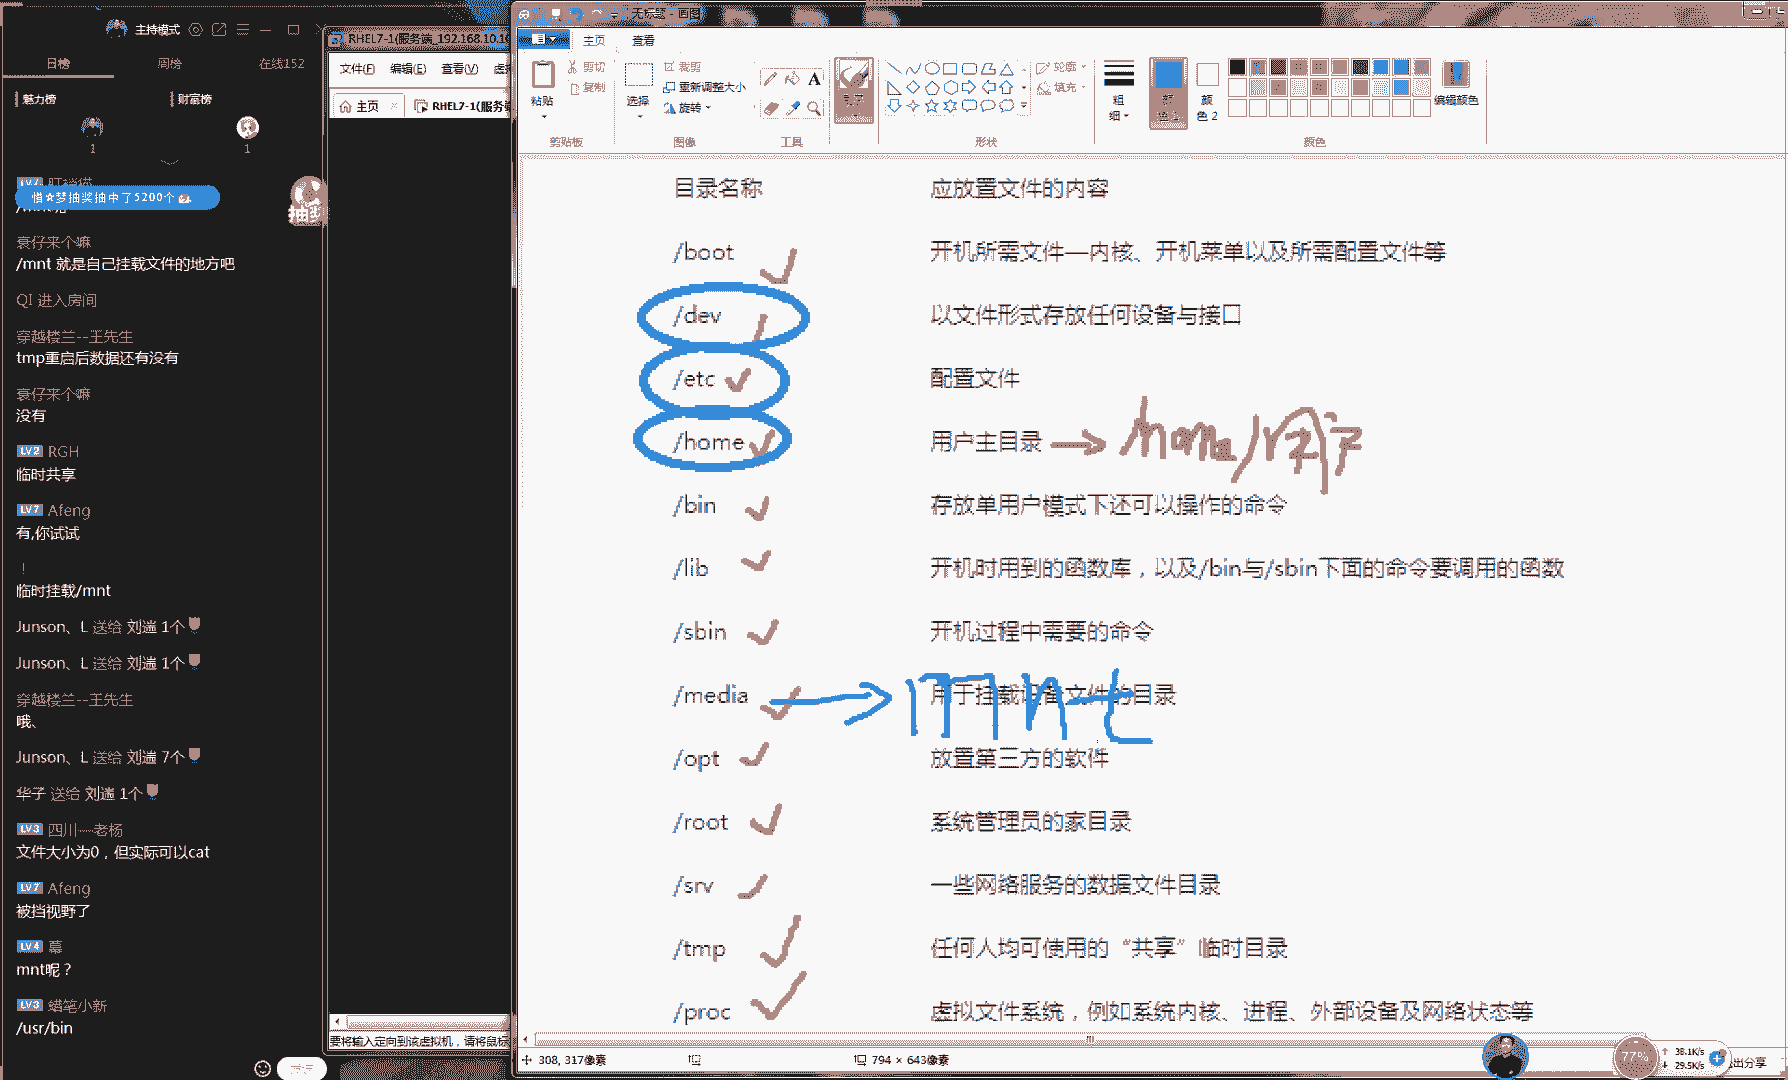 主持模式
日榜 周榜 在线152
魅力榜 财富榜
1 1
惜☆梦抽奖抽中了5200个
抽奖
衰仔来个嘛
/mnt 就是自己挂载文件的地方吧
QI 进入房间
穿越楼兰--王先生
tmp重启后数据还有没有
衰仔来个嘛
没有
LV2 RGH
临时共享
LV7 Afeng
有,你试试
！
临时挂载/mnt
Junson、L 送给 刘遄 1个
Junson、L 送给 刘遄 1个
穿越楼兰--王先生
哦、
Junson、L 送给 刘遄 7个
华子 送给 刘遄 1个
LV3 四川—老杨
文件大小为0，但实际可以cat
LV7 Afeng
被挡视野了
LV4 幕
mnt呢？
LV3 蜡笔小新
/usr/bin
RHEL7-1(服务端_192.168.10.10
文件(F) 编辑(E) 查看(V) 虚拟
主页 × RHEL7-1(服务端
要将输入定向到该虚拟机，请将鼠标
无标题 - 画图
主页 查看
粘贴
剪切
复制
剪贴板
选择
裁剪
重新调整大小
旋转
图像
A
工具
刷子
轮廓
填充
形状
粗细
颜色 1
颜色 2
编辑颜色
颜色
目录名称 应放置文件的内容
/boot 开机所需文件—内核、开机菜单以及所需配置文件等
/dev 以文件形式存放任何设备与接口
/etc 配置文件
/home 用户主目录 home/
/bin 存放单用户模式下还可以操作的命令
/lib 开机时用到的函数库，以及/bin与/sbin下面的命令要调用的函数
/sbin 开机过程中需要的命令
/media 用于挂载设备文件的目录
mnt
/opt 放置第三方的软件
/root 系统管理员的家目录
/srv 一些网络服务的数据文件目录
/tmp 任何人均可使用的“共享”临时目录
/proc 虚拟文件系统，例如系统内核、进程、外部设备及网络状态等
308, 317像素 794 × 643像素
77% 38.1K/s
29.5K/s
出分享